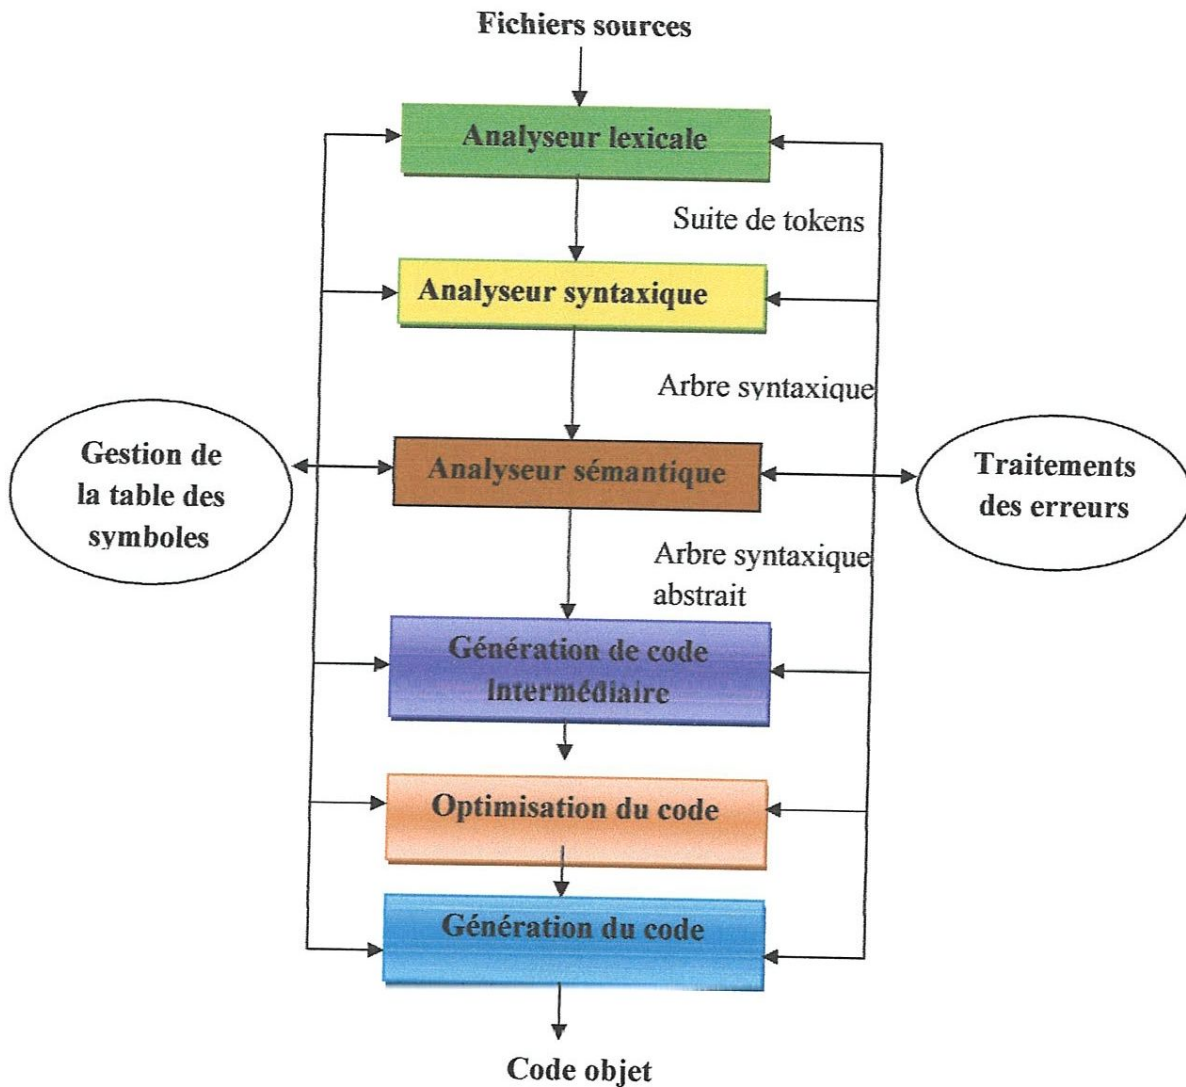 Fichiers sources
Analyseur lexicale
Suite de tokens
Analyseur syntaxique
Arbre syntaxique
Gestion de
la table des
symboles
Analyseur sémantique
Traitements
des erreurs
Arbre syntaxique
abstrait
Génération de code
intermédiaire
Optimisation du code
Génération du code
Code objet